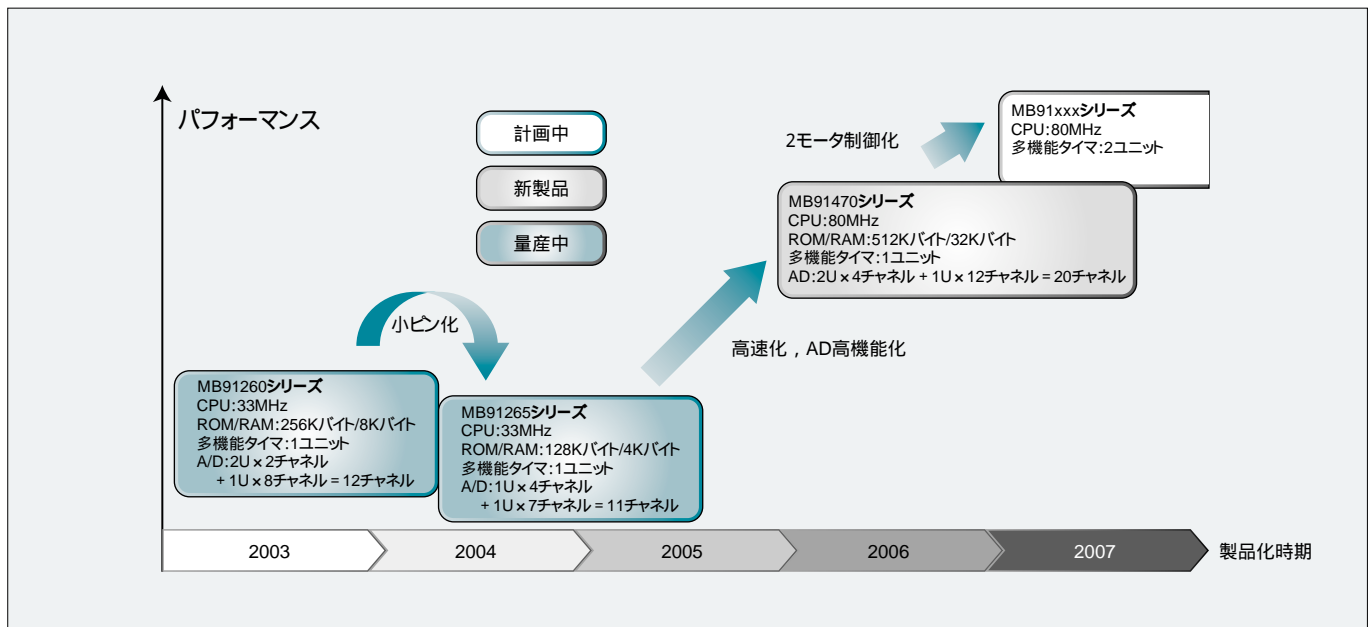 パフォーマンス
計画中
新製品
量産中
MB91xxxシリーズ
CPU:80MHz
多機能タイマ:2ユニット
2モータ制御化
MB91470シリーズ
CPU:80MHz
ROM/RAM:512Kバイト/32Kバイト
多機能タイマ:1ユニット
AD:2U×4チャネル + 1U×12チャネル = 20チャネル
高速化 , AD高機能化
小ピン化
MB91260シリーズ
CPU:33MHz
ROM/RAM:256Kバイト/8Kバイト
多機能タイマ:1ユニット
A/D:2U×2チャネル
+ 1U×8チャネル = 12チャネル
MB91265シリーズ
CPU:33MHz
ROM/RAM:128Kバイト/4Kバイト
多機能タイマ:1ユニット
A/D:1U×4チャネル
+ 1U×7チャネル = 11チャネル
2003
2004
2005
2006
2007
製品化時期